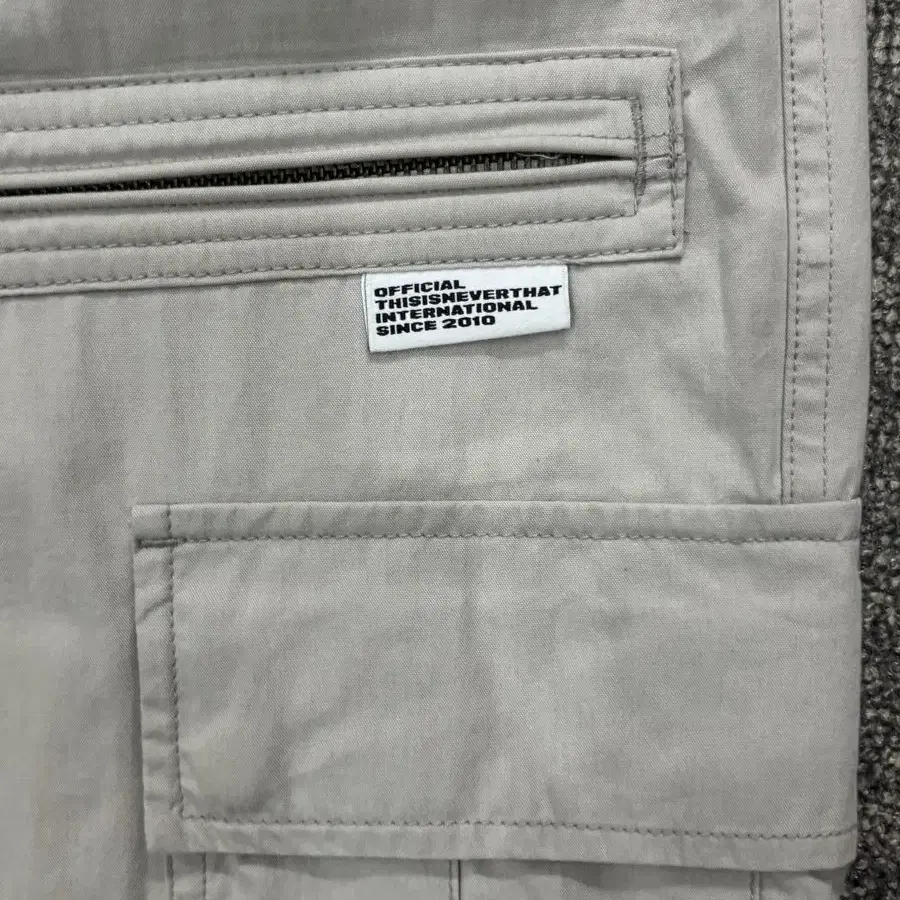 OFFICIAL
THISISNEVERTHAT
INTERNATIONAL
SINCE 2010